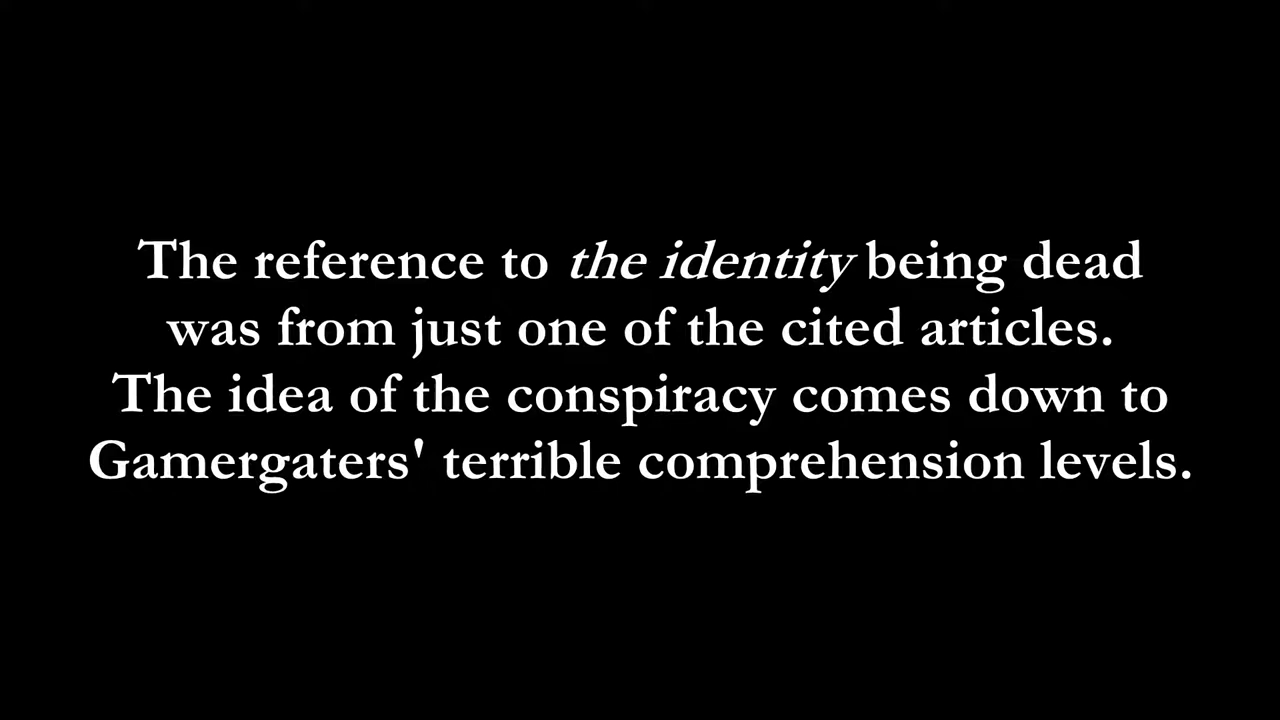 The reference to the identity being dead
was from just one of the cited articles.
The idea of the conspiracy comes down to
Gamergaters' terrible comprehension levels.